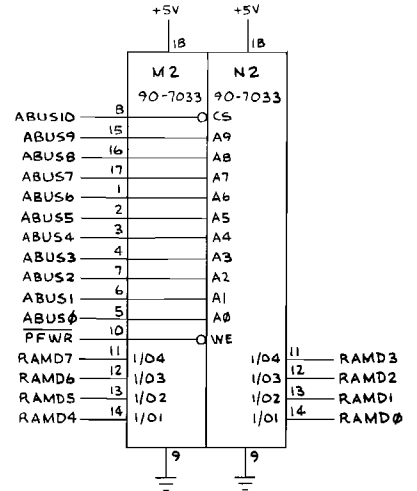 +5V +5V
18 18
M2 N2
90-7033 90-7033
ABUS10 8 CS
ABUS9 15 A9
ABUS8 16 A8
ABUS7 17 A7
ABUS6 1 A6
ABUS5 2 A5
ABUS4 3 A4
ABUS3 4 A3
ABUS2 7 A2
ABUS1 6 A1
ABUSØ 5 AØ
PFWR 10 WE
RAMD7 11 I/O4 I/O4 11 RAMD3
RAMD6 12 I/O3 I/O3 12 RAMD2
RAMD5 13 I/O2 I/O2 13 RAMD1
RAMD4 14 I/O1 I/O1 14 RAMDØ
9 9